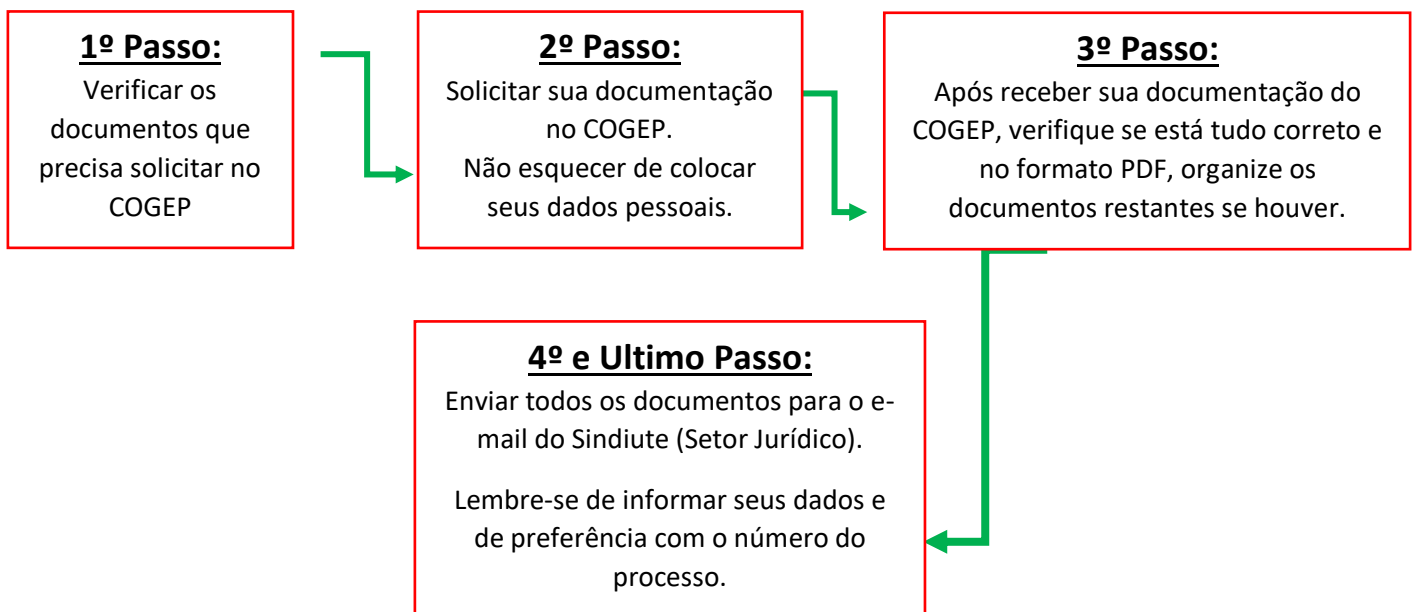 1º Passo:
Verificar os
documentos que
precisa solicitar no
COGEP
2º Passo:
Solicitar sua documentação
no COGEP.
Não esquecer de colocar
seus dados pessoais.
3º Passo:
Após receber sua documentação do
COGEP, verifique se está tudo correto e
no formato PDF, organize os
documentos restantes se houver.
4º e Ultimo Passo:
Enviar todos os documentos para o e-
mail do Sindiute (Setor Jurídico).
Lembre-se de informar seus dados e
de preferência com o número do
processo.